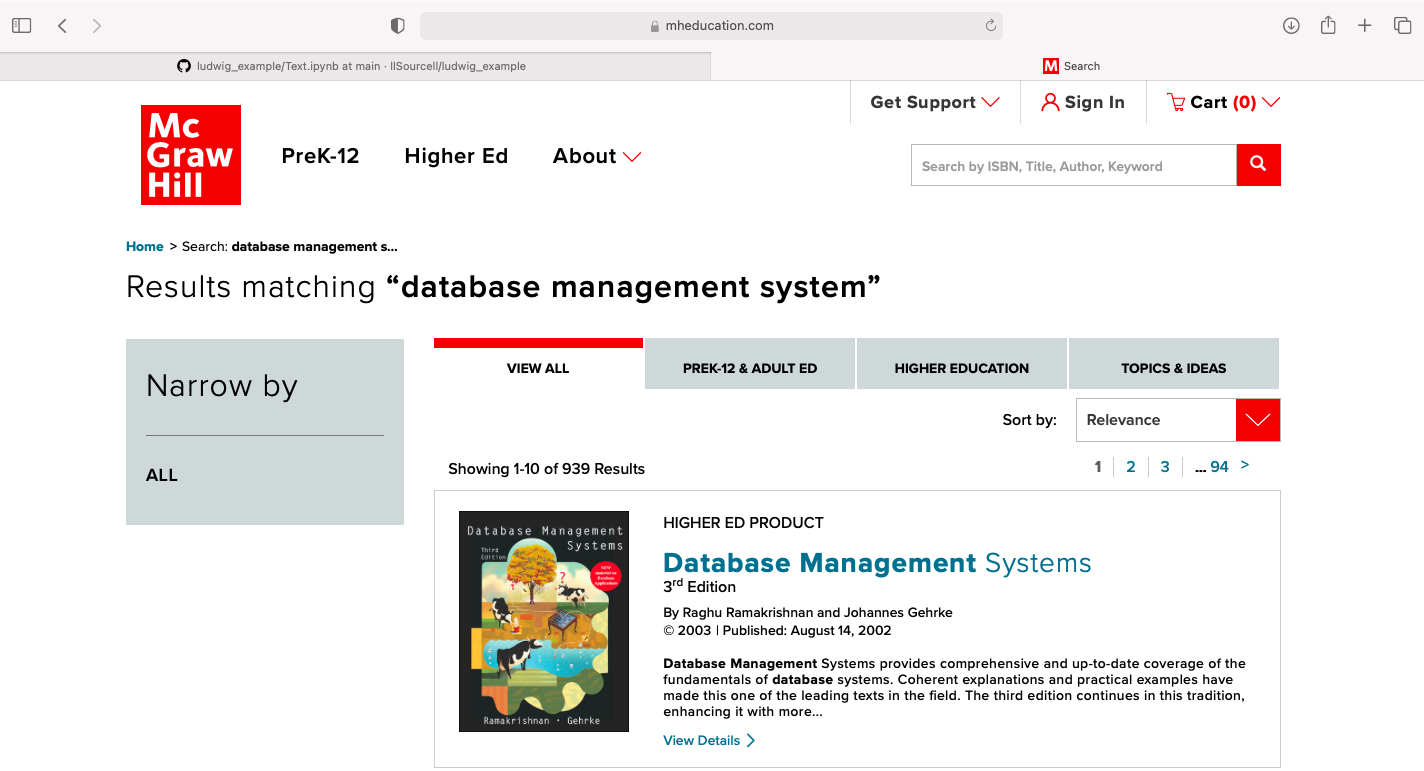 mheducation.com
ludwig_example/Text.ipynb at main · llSourcell/ludwig_example
M Search
Get Support
Sign In
Cart (0)
Mc
Graw
Hill
PreK-12
Higher Ed
About
Search by ISBN, Title, Author, Keyword
Home > Search: database management s...
Results matching “database management system”
Narrow by
ALL
VIEW ALL
PREK-12 & ADULT ED
HIGHER EDUCATION
TOPICS & IDEAS
Sort by:
Relevance
Showing 1-10 of 939 Results
1 2 3 ... 94 >
Database Management
Systems
Third
Edition
Ramakrishnan · Gehrke
HIGHER ED PRODUCT
Database Management Systems
3rd Edition
By Raghu Ramakrishnan and Johannes Gehrke
© 2003 | Published: August 14, 2002
Database Management Systems provides comprehensive and up-to-date coverage of the
fundamentals of database systems. Coherent explanations and practical examples have
made this one of the leading texts in the field. The third edition continues in this tradition,
enhancing it with more...
View Details